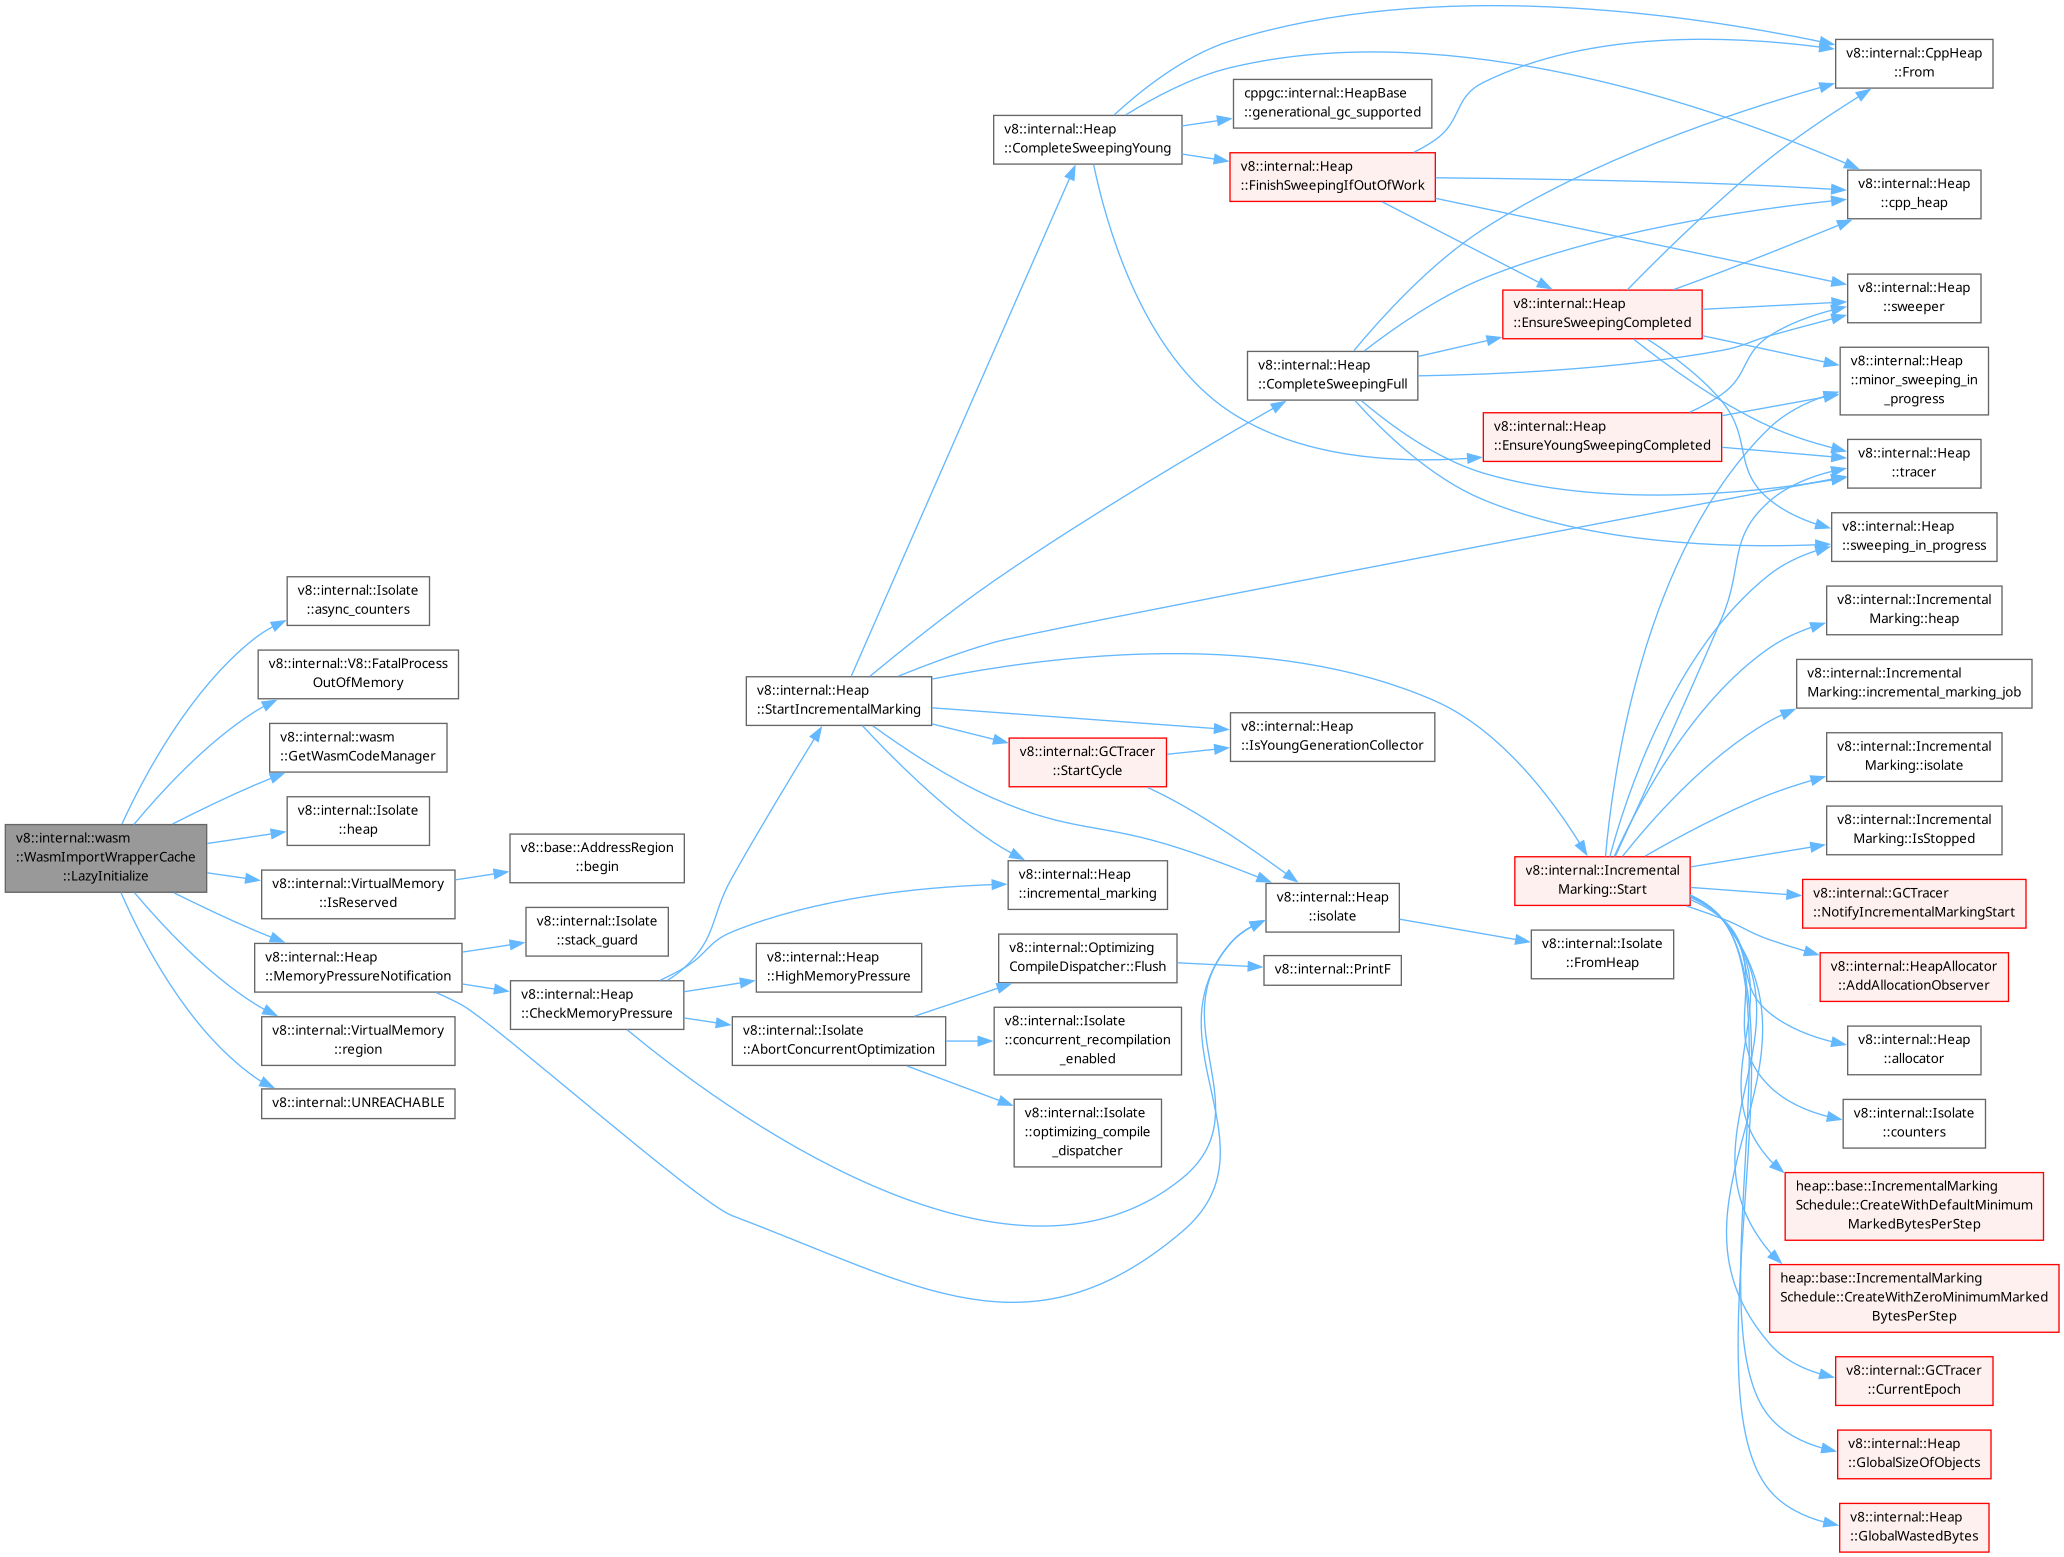 v8::internal::wasm
::WasmImportWrapperCache
::LazyInitialize
v8::internal::Isolate
::async_counters
v8::internal::V8::FatalProcess
OutOfMemory
v8::internal::wasm
::GetWasmCodeManager
v8::internal::Isolate
::heap
v8::internal::VirtualMemory
::IsReserved
v8::internal::Heap
::MemoryPressureNotification
v8::internal::VirtualMemory
::region
v8::internal::UNREACHABLE
v8::base::AddressRegion
::begin
v8::internal::Isolate
::stack_guard
v8::internal::Heap
::CheckMemoryPressure
v8::internal::Heap
::StartIncrementalMarking
v8::internal::Heap
::HighMemoryPressure
v8::internal::Isolate
::AbortConcurrentOptimization
v8::internal::Heap
::CompleteSweepingYoung
v8::internal::GCTracer
::StartCycle
v8::internal::Heap
::incremental_marking
v8::internal::Optimizing
CompileDispatcher::Flush
v8::internal::Isolate
::concurrent_recompilation
_enabled
v8::internal::Isolate
::optimizing_compile
_dispatcher
cppgc::internal::HeapBase
::generational_gc_supported
v8::internal::Heap
::FinishSweepingIfOutOfWork
v8::internal::Heap
::CompleteSweepingFull
v8::internal::Heap
::IsYoungGenerationCollector
v8::internal::Heap
::isolate
v8::internal::PrintF
v8::internal::Heap
::EnsureSweepingCompleted
v8::internal::Heap
::EnsureYoungSweepingCompleted
v8::internal::Incremental
Marking::Start
v8::internal::Isolate
::FromHeap
v8::internal::CppHeap
::From
v8::internal::Heap
::cpp_heap
v8::internal::Heap
::sweeper
v8::internal::Heap
::minor_sweeping_in
_progress
v8::internal::Heap
::tracer
v8::internal::Heap
::sweeping_in_progress
v8::internal::Incremental
Marking::heap
v8::internal::Incremental
Marking::incremental_marking_job
v8::internal::Incremental
Marking::isolate
v8::internal::Incremental
Marking::IsStopped
v8::internal::GCTracer
::NotifyIncrementalMarkingStart
v8::internal::HeapAllocator
::AddAllocationObserver
v8::internal::Heap
::allocator
v8::internal::Isolate
::counters
heap::base::IncrementalMarking
Schedule::CreateWithDefaultMinimum
MarkedBytesPerStep
heap::base::IncrementalMarking
Schedule::CreateWithZeroMinimumMarked
BytesPerStep
v8::internal::GCTracer
::CurrentEpoch
v8::internal::Heap
::GlobalSizeOfObjects
v8::internal::Heap
::GlobalWastedBytes